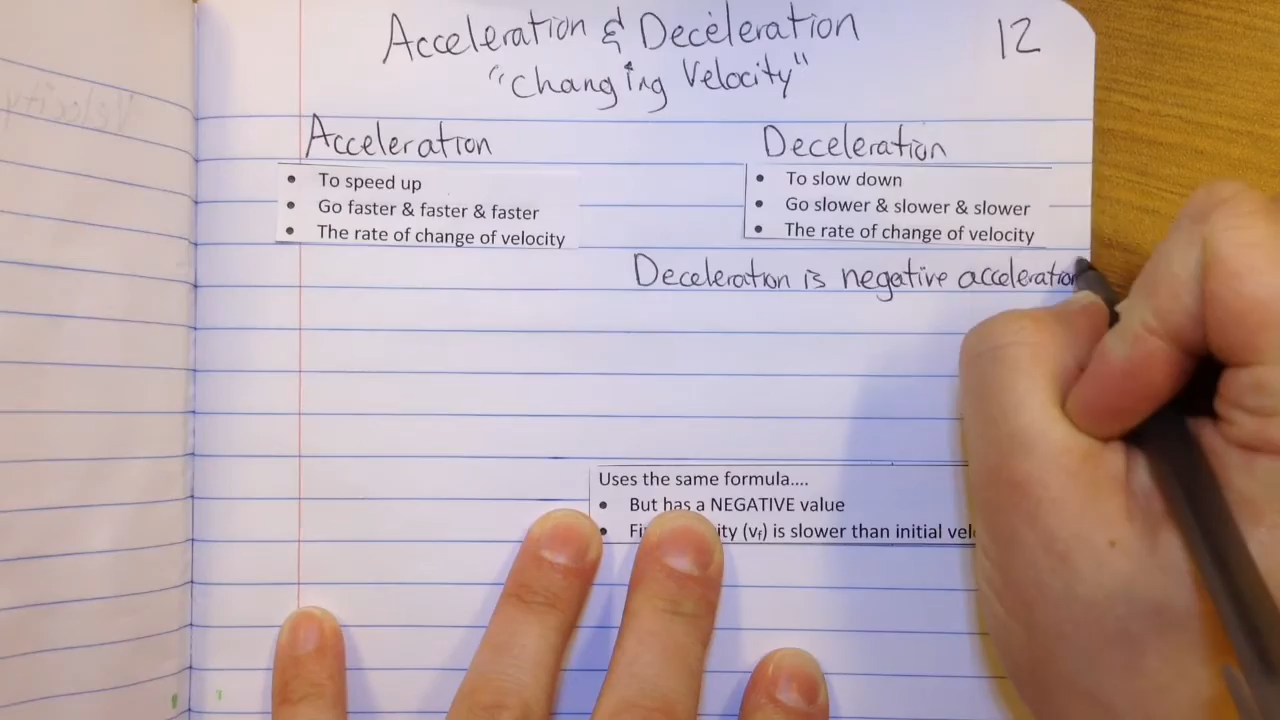 Acceleration & Deceleration
12
"Changing Velocity"
Acceleration
• To speed up
• Go faster & faster & faster
• The rate of change of velocity
Deceleration
• To slow down
• Go slower & slower & slower
• The rate of change of velocity
Deceleration is negative acceleration
Uses the same formula....
• But has a NEGATIVE value
• (vf) is slower than initial